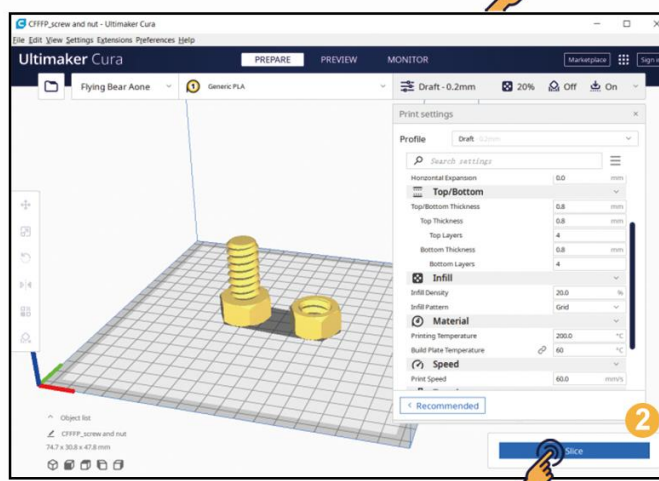 CFFFP_screw and nut - Ultimaker Cura
File Edit View Settings Extensions Preferences Help
Ultimaker Cura PREPARE PREVIEW MONITOR Marketplace Sign in
Flying Bear Aone 1 Generic PLA Draft - 0.2mm 20% Off On
Print settings ×
Profile Draft - 0.2mm
Search settings
Horizontal Expansion 0.0 mm
Top/Bottom
Top/Bottom Thickness 0.8 mm
Top Thickness 0.8 mm
Top Layers 4
Bottom Thickness 0.8 mm
Bottom Layers 4
Infill
Infill Density 20.0 %
Infill Pattern Grid
Material
Printing Temperature 200.0 °C
Build Plate Temperature 60 °C
Speed
Print Speed 60.0 mm/s
< Recommended
2
Object list
CFFFP_screw and nut
74.7 x 30.8 x 47.8 mm
Slice